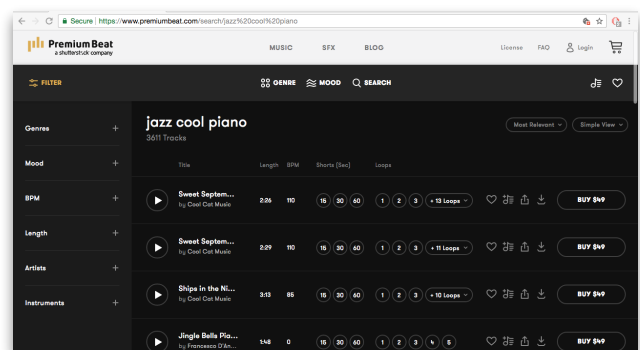 Secure | https://www.premiumbeat.com/search/jazz%20cool%20piano
PremiumBeat
a shutterstock company
MUSIC SFX BLOG
License FAQ Login
FILTER
GENRE MOOD SEARCH
Genres +
Mood +
BPM +
Length +
Artists +
Instruments +
jazz cool piano
3611 Tracks
Most Relevant Simple View
Title Length BPM Shorts [Sec] Loops
Sweet Septem...
by Cool Cat Music
2:26 110 15 30 60 1 2 3 + 13 Loops BUY $49
Sweet Septem...
by Cool Cat Music
2:29 110 15 30 60 1 2 3 + 11 Loops BUY $49
Ships in the Ni...
by Cool Cat Music
3:13 85 15 30 60 1 2 3 + 10 Loops BUY $49
Jingle Bells Pia...
by Francesco D'An...
1:48 0 15 30 60 1 2 3 4 5 BUY $49